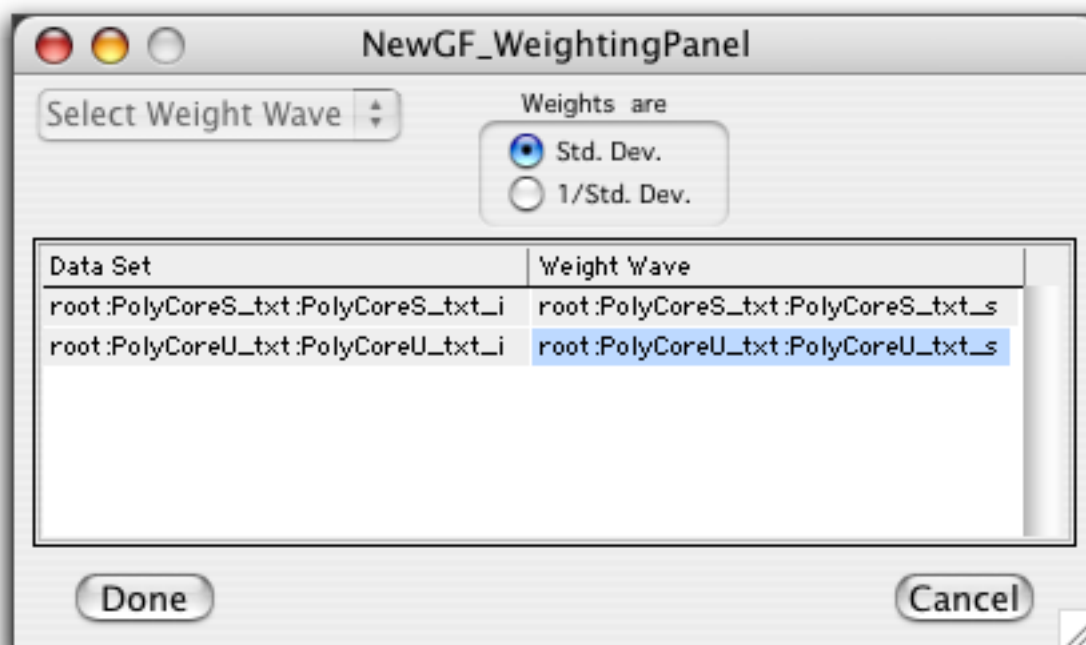 NewGF_WeightingPanel
Select Weight Wave
Weights are
Std. Dev.
1/Std. Dev.
Data Set Weight Wave
root:PolyCoreS_txt:PolyCoreS_txt_i root:PolyCoreS_txt:PolyCoreS_txt_s
root:PolyCoreU_txt:PolyCoreU_txt_i root:PolyCoreU_txt:PolyCoreU_txt_s
Done Cancel